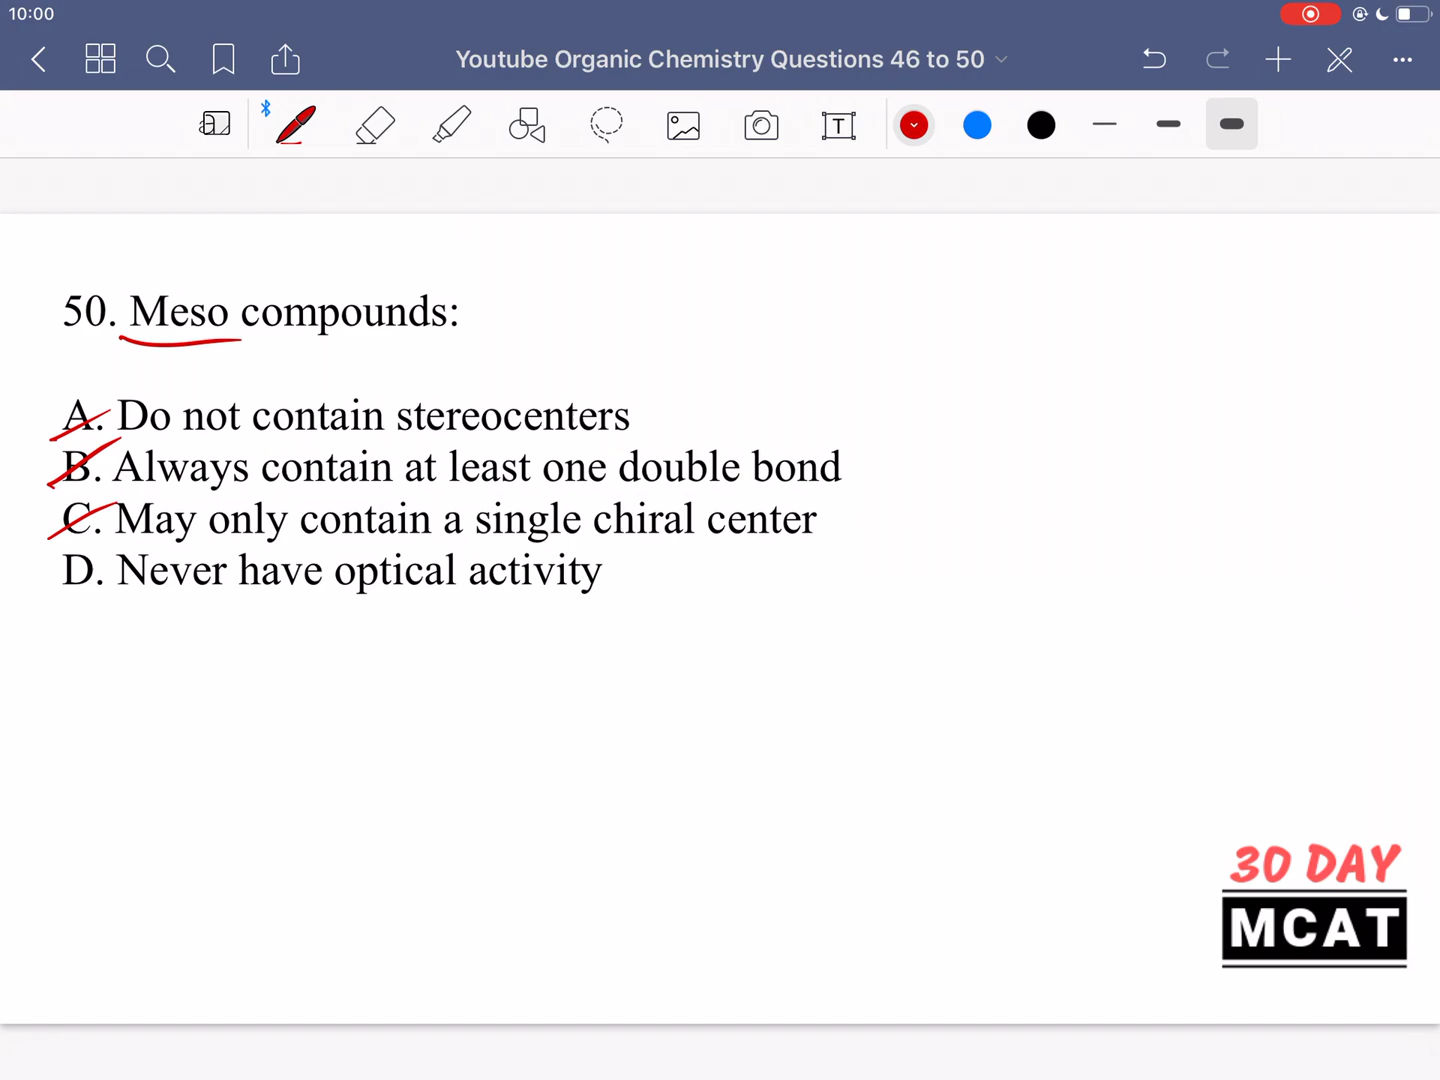 10:00
Youtube Organic Chemistry Questions 46 to 50
T
50. Meso compounds:
A. Do not contain stereocenters
B. Always contain at least one double bond
C. May only contain a single chiral center
D. Never have optical activity
30 DAY
MCAT